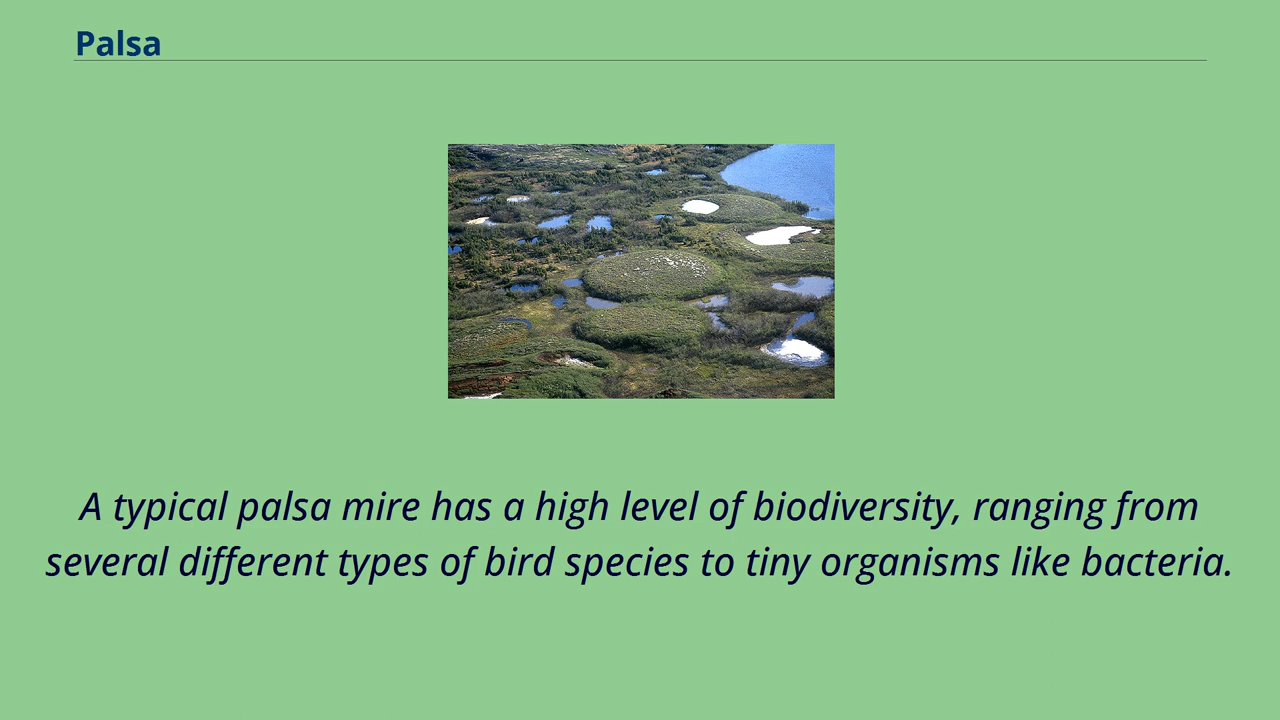 Palsa
A typical palsa mire has a high level of biodiversity, ranging from
several different types of bird species to tiny organisms like bacteria.